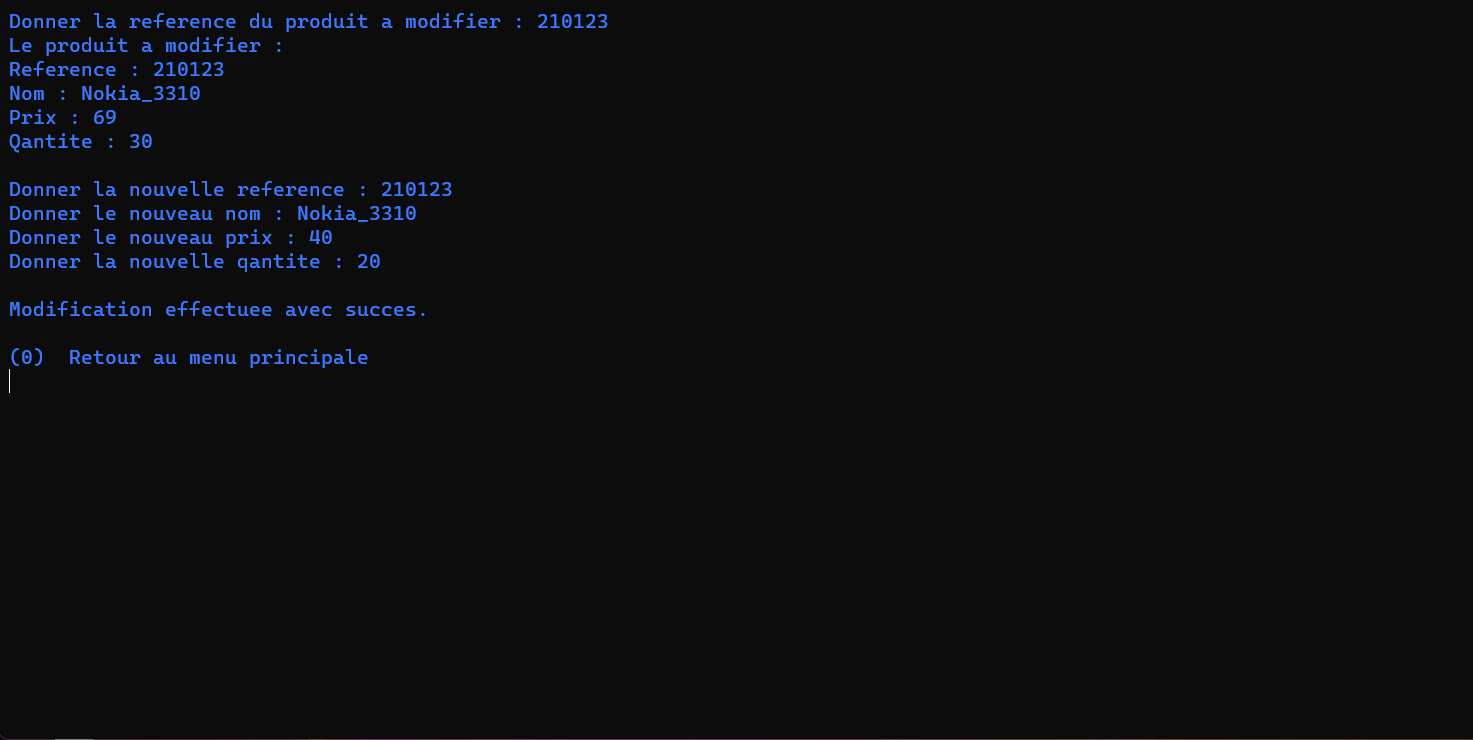 Donner la reference du produit a modifier : 210123
Le produit a modifier :
Reference : 210123
Nom : Nokia_3310
Prix : 69
Qantite : 30
Donner la nouvelle reference : 210123
Donner le nouveau nom : Nokia_3310
Donner le nouveau prix : 40
Donner la nouvelle qantite : 20
Modification effectuee avec succes.
(0)  Retour au menu principale